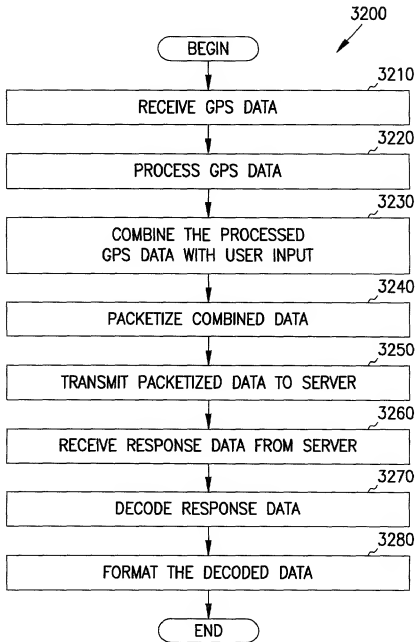 3200
BEGIN
3210
RECEIVE GPS DATA
3220
PROCESS GPS DATA
3230
COMBINE THE PROCESSED
GPS DATA WITH USER INPUT
3240
PACKETIZE COMBINED DATA
3250
TRANSMIT PACKETIZED DATA TO SERVER
3260
RECEIVE RESPONSE DATA FROM SERVER
3270
DECODE RESPONSE DATA
3280
FORMAT THE DECODED DATA
END